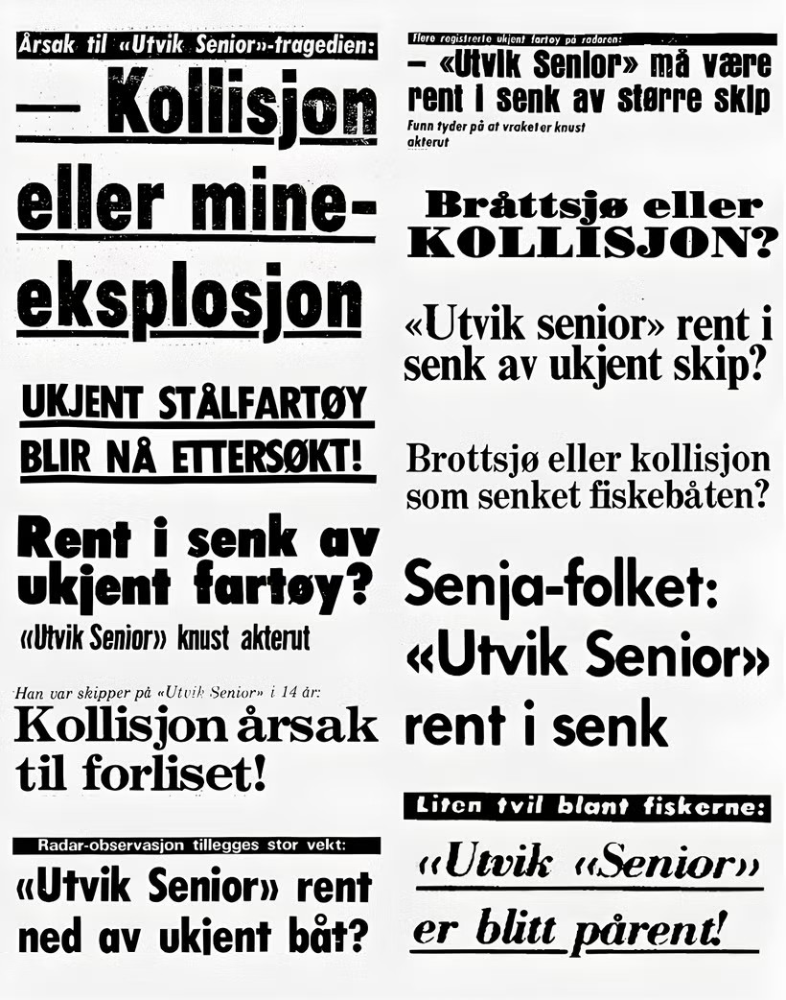 Årsak til «Utvik Senior»-tragedien:
— Kollisjon
eller mine-
eksplosjon
UKJENT STÅLFARTØY
BLIR NÅ ETTERSØKT!
Rent i senk av
ukjent fartøy?
«Utvik Senior» knust akterut
Han var skipper på «Utvik Senior» i 14 år:
Kollisjon årsak
til forliset!
Radar-observasjon tillegges stor vekt:
«Utvik Senior» rent
ned av ukjent båt?
Flere registrerte ukjent fartøy på radaren:
— «Utvik Senior» må være
rent i senk av større skip
Funn tyder på at vraket er knust
akterut
Bråttsjø eller
KOLLISJON?
«Utvik senior» rent i
senk av ukjent skip?
Brottsjø eller kollisjon
som senket fiskebåten?
Senja-folket:
«Utvik Senior»
rent i senk
Liten tvil blant fiskerne:
«Utvik «Senior»
er blitt pårent!